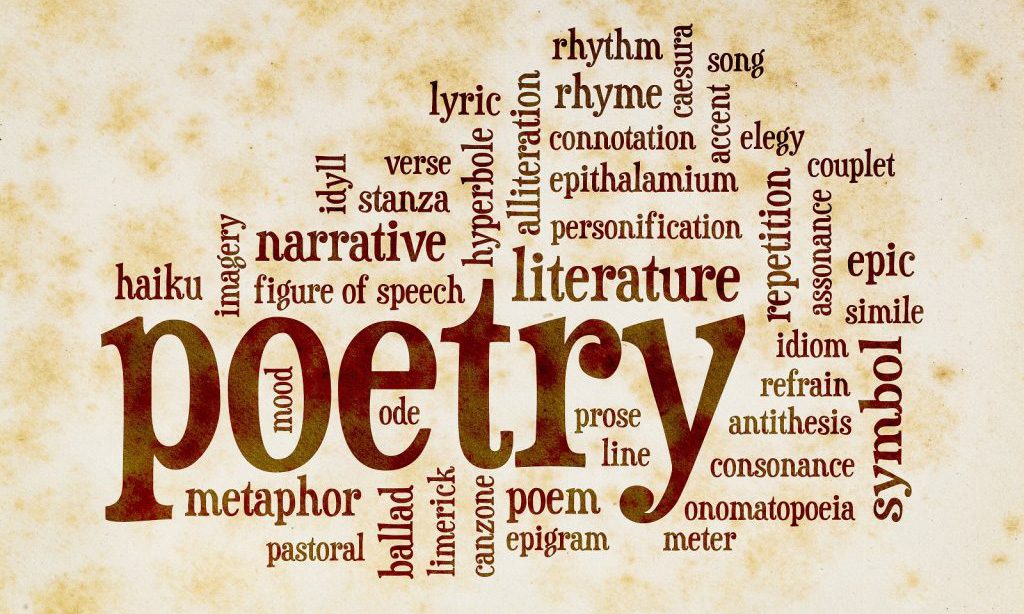 rhythm
caesura
song
lyric
alliteration
rhyme
accent
connotation
elegy
verse
hyperbole
couplet
idyll
stanza
epithalamium
repetition
assonance
imagery
narrative
personification
epic
haiku
figure of speech
literature
simile
poetry
idiom
symbol
mood
ode
refrain
prose
antithesis
line
consonance
metaphor
ballad
limerick
canzone
poem
onomatopoeia
pastoral
epigram
meter